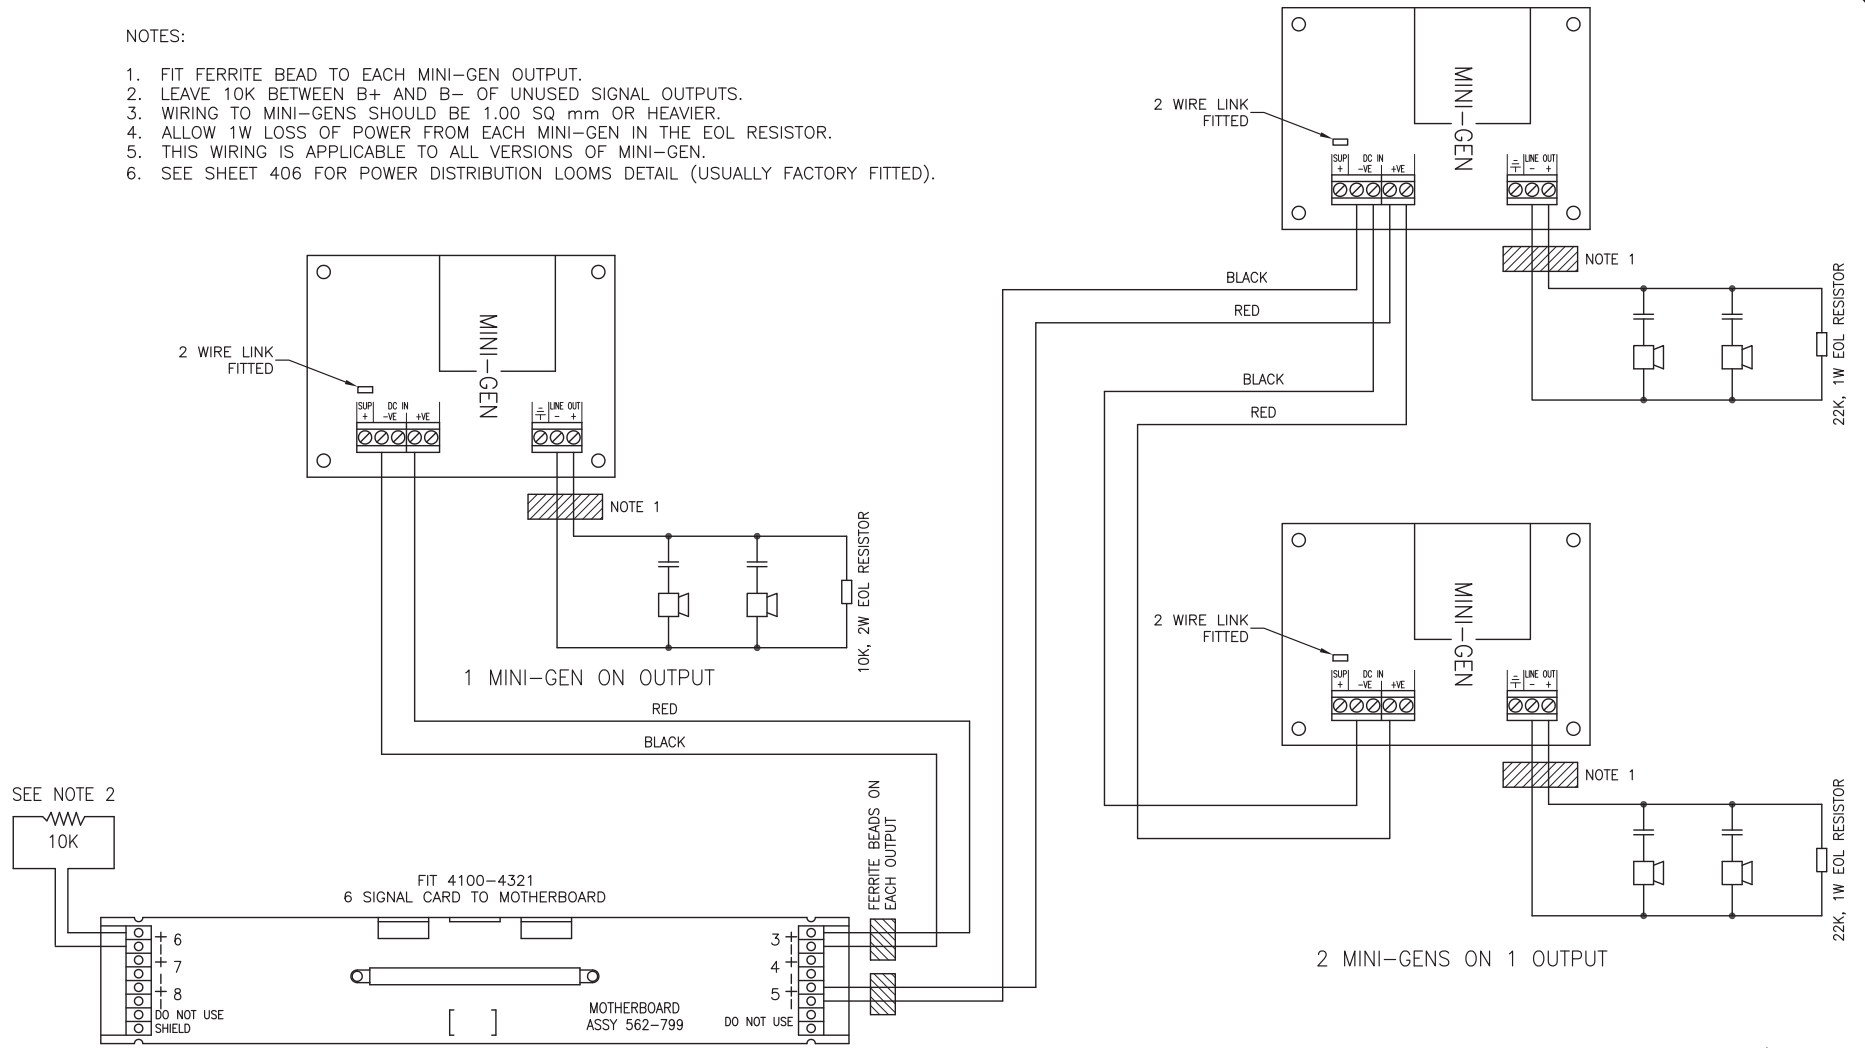 NOTES:
1. FIT FERRITE BEAD TO EACH MINI-GEN OUTPUT.
2. LEAVE 10K BETWEEN B+ AND B- OF UNUSED SIGNAL OUTPUTS.
3. WIRING TO MINI-GENS SHOULD BE 1.00 SQ mm OR HEAVIER.
4. ALLOW 1W LOSS OF POWER FROM EACH MINI-GEN IN THE EOL RESISTOR.
5. THIS WIRING IS APPLICABLE TO ALL VERSIONS OF MINI-GEN.
6. SEE SHEET 406 FOR POWER DISTRIBUTION LOOMS DETAIL (USUALLY FACTORY FITTED).
MINI-GEN
2 WIRE LINK
FITTED
SUP DC IN
+ -VE +VE
LINE OUT
- +
NOTE 1
10K, 2W EOL RESISTOR
1 MINI-GEN ON OUTPUT
RED
BLACK
MINI-GEN
2 WIRE LINK
FITTED
SUP DC IN
+ -VE +VE
LINE OUT
- +
NOTE 1
22K, 1W EOL RESISTOR
BLACK
RED
BLACK
RED
MINI-GEN
2 WIRE LINK
FITTED
SUP DC IN
+ -VE +VE
LINE OUT
- +
NOTE 1
22K, 1W EOL RESISTOR
2 MINI-GENS ON 1 OUTPUT
SEE NOTE 2
10K
FIT 4100-4321
6 SIGNAL CARD TO MOTHERBOARD
FERRITE BEADS ON
EACH OUTPUT
+ 6
-
+ 7
-
+ 8
-
DO NOT USE
SHIELD
3 +
-
4 +
-
5 +
-
DO NOT USE
MOTHERBOARD
ASSY 562-799